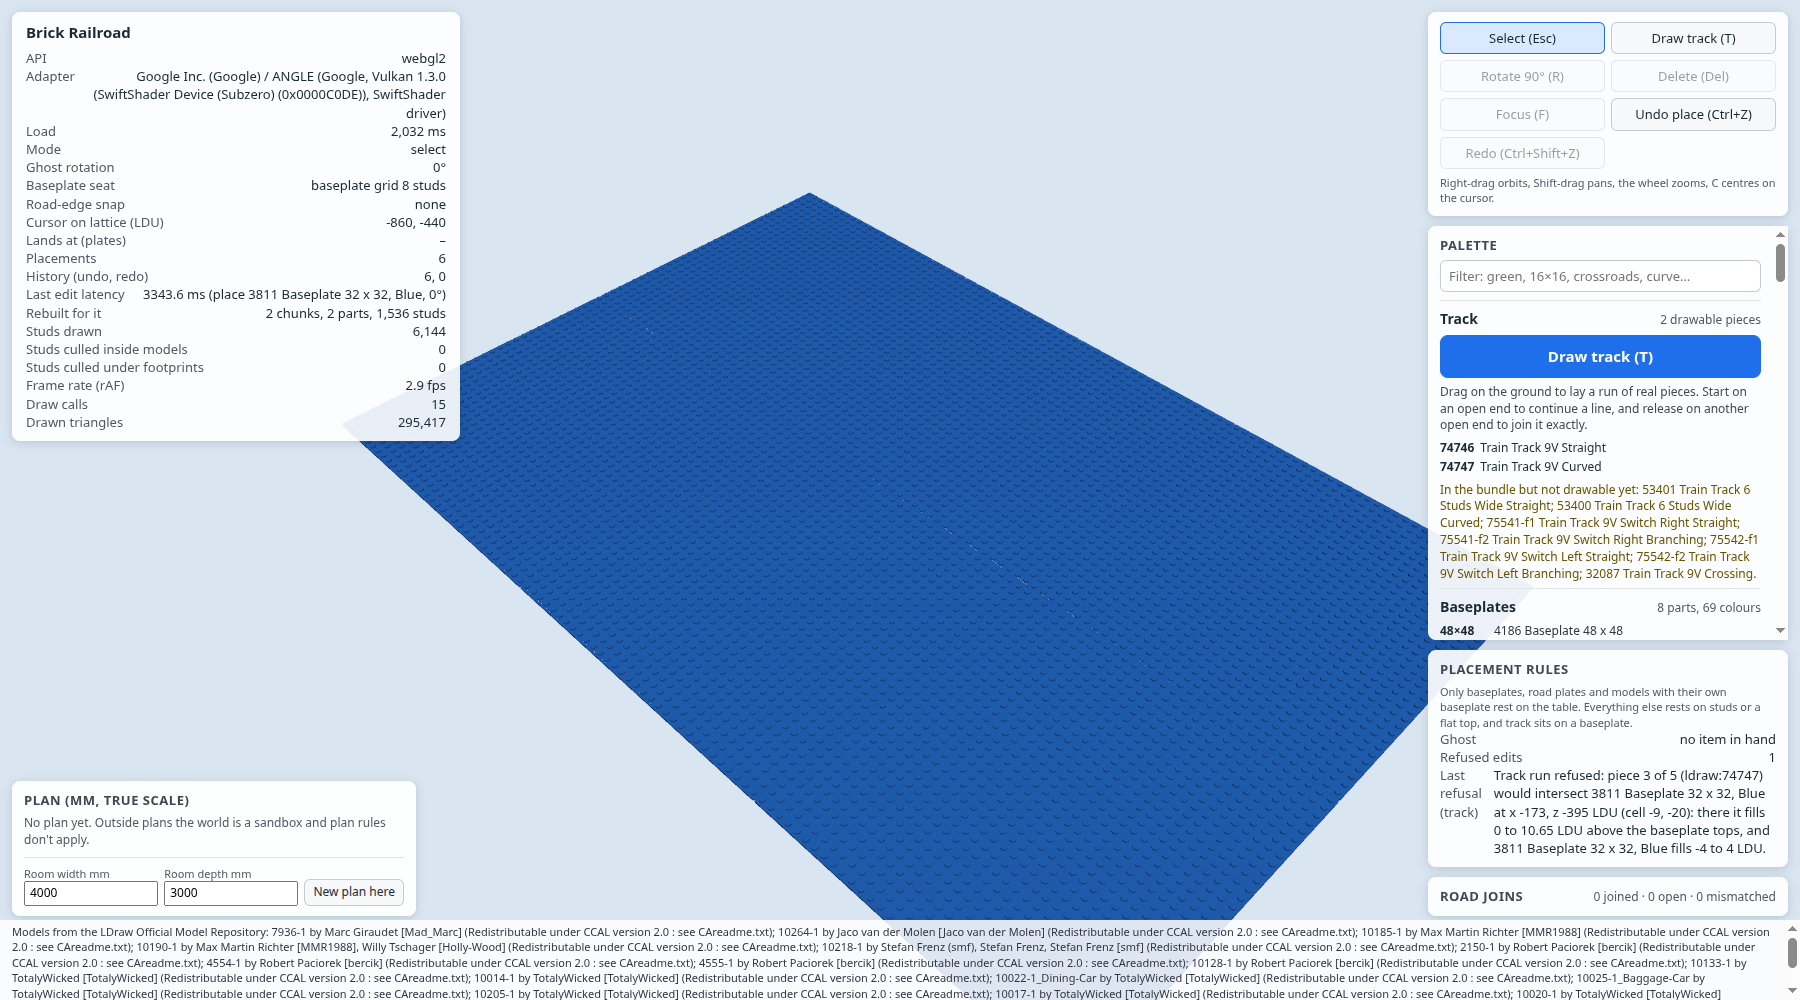 Brick Railroad
API webgl2
Adapter Google Inc. (Google) / ANGLE (Google, Vulkan 1.3.0
(SwiftShader Device (Subzero) (0x0000C0DE)), SwiftShader
driver)
Load 2,032 ms
Mode select
Ghost rotation 0°
Baseplate seat baseplate grid 8 studs
Road-edge snap none
Cursor on lattice (LDU) -860, -440
Lands at (plates) –
Placements 6
History (undo, redo) 6, 0
Last edit latency 3343.6 ms (place 3811 Baseplate 32 x 32, Blue, 0°)
Rebuilt for it 2 chunks, 2 parts, 1,536 studs
Studs drawn 6,144
Studs culled inside models 0
Studs culled under footprints 0
Frame rate (rAF) 2.9 fps
Draw calls 15
Drawn triangles 295,417
Select (Esc) Draw track (T)
Rotate 90° (R) Delete (Del)
Focus (F) Undo place (Ctrl+Z)
Redo (Ctrl+Shift+Z)
Right-drag orbits, Shift-drag pans, the wheel zooms, C centres on
the cursor.
PALETTE
Filter: green, 16×16, crossroads, curve...
Track 2 drawable pieces
Draw track (T)
Drag on the ground to lay a run of real pieces. Start on
an open end to continue a line, and release on another
open end to join it exactly.
74746 Train Track 9V Straight
74747 Train Track 9V Curved
In the bundle but not drawable yet: 53401 Train Track 6
Studs Wide Straight; 53400 Train Track 6 Studs Wide
Curved; 75541-f1 Train Track 9V Switch Right Straight;
75541-f2 Train Track 9V Switch Right Branching; 75542-f1
Train Track 9V Switch Left Straight; 75542-f2 Train Track
9V Switch Left Branching; 32087 Train Track 9V Crossing.
Baseplates 8 parts, 69 colours
48×48 4186 Baseplate 48 x 48
PLACEMENT RULES
Only baseplates, road plates and models with their own
baseplate rest on the table. Everything else rests on studs or a
flat top, and track sits on a baseplate.
Ghost no item in hand
Refused edits 1
Last Track run refused: piece 3 of 5 (ldraw:74747)
refusal would intersect 3811 Baseplate 32 x 32, Blue
(track) at x -173, z -395 LDU (cell -9, -20): there it fills
0 to 10.65 LDU above the baseplate tops, and
3811 Baseplate 32 x 32, Blue fills -4 to 4 LDU.
ROAD JOINS 0 joined · 0 open · 0 mismatched
PLAN (MM, TRUE SCALE)
No plan yet. Outside plans the world is a sandbox and plan rules
don't apply.
Room width mm Room depth mm
4000 3000 New plan here
Models from the LDraw Official Model Repository: 7936-1 by Marc Giraudet [Mad_Marc] (Redistributable under CCAL version 2.0 : see CAreadme.txt); 10264-1 by Jaco van der Molen [Jaco van der Molen] (Redistributable under CCAL version 2.0 : see CAreadme.txt); 10185-1 by Max Martin Richter [MMR1988] (Redistributable under CCAL version
2.0 : see CAreadme.txt); 10190-1 by Max Martin Richter [MMR1988], Willy Tschager [Holly-Wood] (Redistributable under CCAL version 2.0 : see CAreadme.txt); 10218-1 by Stefan Frenz (smf), Stefan Frenz, Stefan Frenz [smf] (Redistributable under CCAL version 2.0 : see CAreadme.txt); 2150-1 by Robert Paciorek [bercik] (Redistributable under
CCAL version 2.0 : see CAreadme.txt); 4554-1 by Robert Paciorek [bercik] (Redistributable under CCAL version 2.0 : see CAreadme.txt); 4555-1 by Robert Paciorek [bercik] (Redistributable under CCAL version 2.0 : see CAreadme.txt); 10128-1 by Robert Paciorek [bercik] (Redistributable under CCAL version 2.0 : see CAreadme.txt); 10133-1 by
TotalyWicked [TotalyWicked] (Redistributable under CCAL version 2.0 : see CAreadme.txt); 10014-1 by TotalyWicked [TotalyWicked] (Redistributable under CCAL version 2.0 : see CAreadme.txt); 10022-1_Dining-Car by TotalyWicked [TotalyWicked] (Redistributable under CCAL version 2.0 : see CAreadme.txt); 10025-1_Baggage-Car by
TotalyWicked [TotalyWicked] (Redistributable under CCAL version 2.0 : see CAreadme.txt); 10205-1 by TotalyWicked [TotalyWicked] (Redistributable under CCAL version 2.0 : see CAreadme.txt); 10017-1 by TotalyWicked [TotalyWicked] (Redistributable under CCAL version 2.0 : see CAreadme.txt); 10020-1 by TotalyWicked [TotalyWicked]